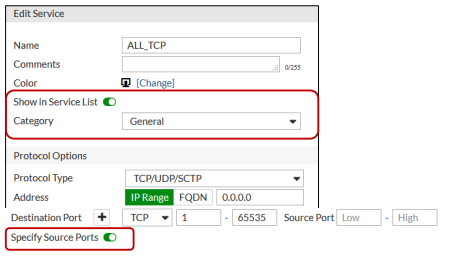 Edit Service
Name ALL_TCP
Comments 0/255
Color [Change]
Show in Service List
Category General
Protocol Options
Protocol Type TCP/UDP/SCTP
Address IP Range FQDN 0.0.0.0
Destination Port + TCP 1 - 65535 Source Port Low - High
Specify Source Ports